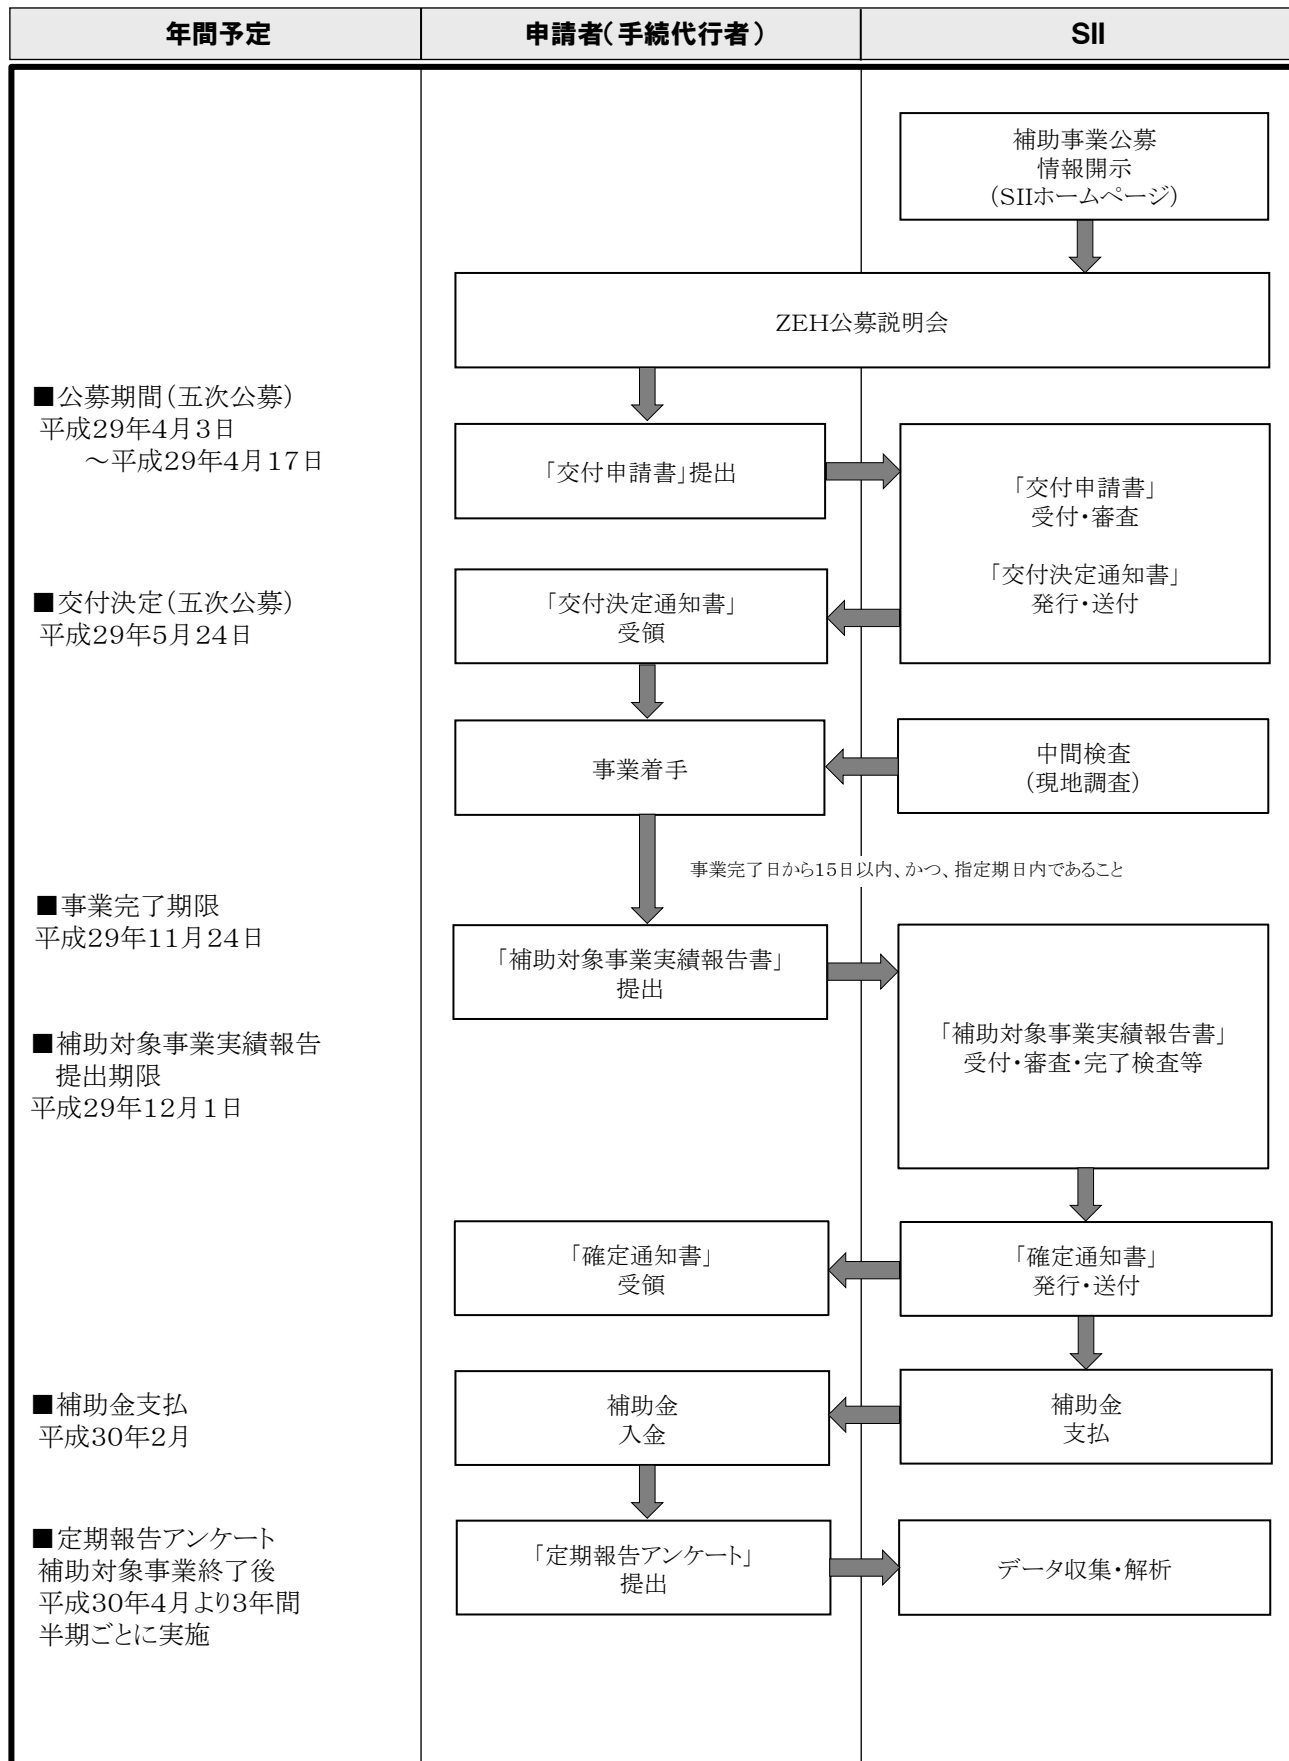 年間予定
申請者(手続代行者)
SII
補助事業公募
情報開示
(SIIホームページ)
ZEH公募説明会
■公募期間(五次公募)
平成29年4月3日
～平成29年4月17日
「交付申請書」提出
「交付申請書」
受付・審査
「交付決定通知書」
発行・送付
■交付決定(五次公募)
平成29年5月24日
「交付決定通知書」
受領
事業着手
中間検査
(現地調査)
事業完了日から15日以内、かつ、指定期日内であること
■事業完了期限
平成29年11月24日
「補助対象事業実績報告書」
提出
「補助対象事業実績報告書」
受付・審査・完了検査等
■補助対象事業実績報告
提出期限
平成29年12月1日
「確定通知書」
受領
「確定通知書」
発行・送付
■補助金支払
平成30年2月
補助金
入金
補助金
支払
■定期報告アンケート
補助対象事業終了後
平成30年4月より3年間
半期ごとに実施
「定期報告アンケート」
提出
データ収集・解析